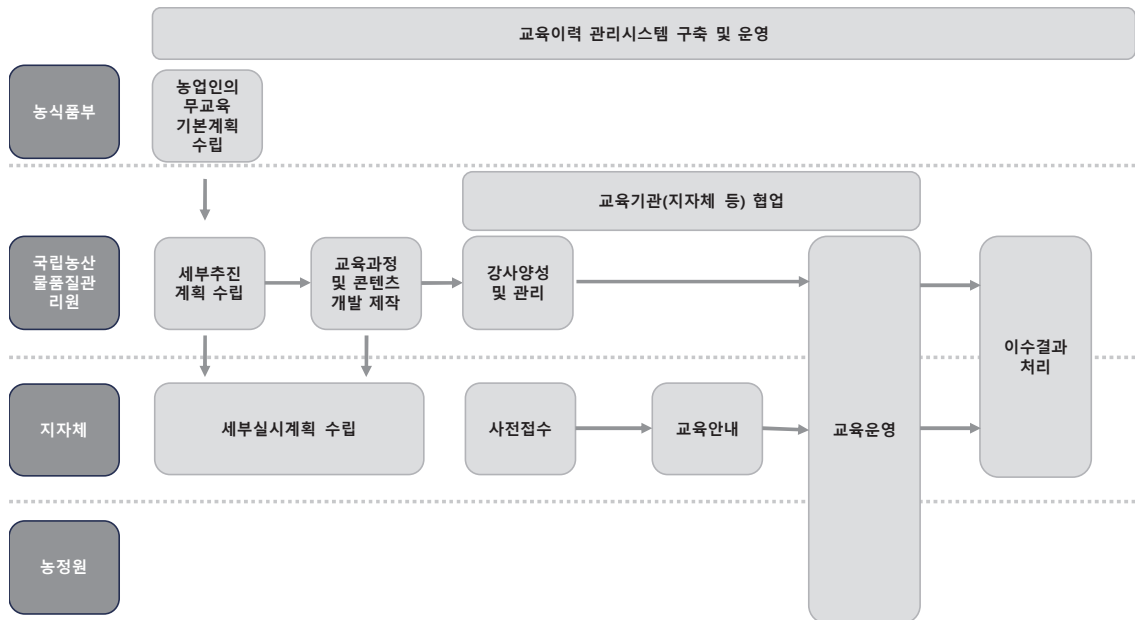 교육이력 관리시스템 구축 및 운영
농식품부
농업인의
무교육
기본계획
수립
교육기관(지자체 등) 협업
국립농산
물품질관
리원
세부추진
계획 수립
교육과정
및 콘텐츠
개발 제작
강사양성
및 관리
이수결과
처리
지자체
세부실시계획 수립
사전접수
교육안내
교육운영
농정원